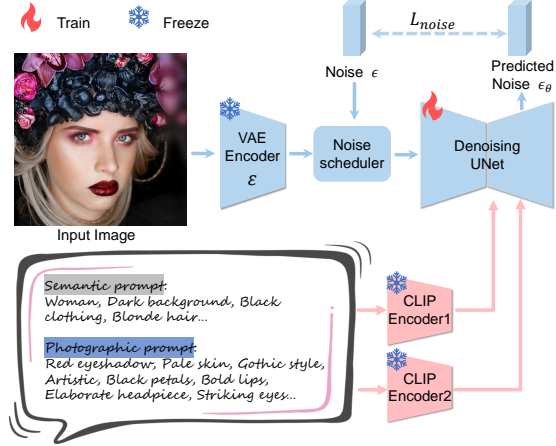 Train
Freeze
L_noise
Noise ϵ
Predicted
Noise ϵ_θ
VAE
Encoder
ℰ
Noise
scheduler
Denoising
UNet
Input Image
Semantic prompt:
Woman, Dark background, Black
clothing, Blonde hair...
Photographic prompt:
Red eyeshadow, Pale skin, Gothic style,
Artistic, Black petals, Bold lips,
Elaborate headpiece, Striking eyes...
CLIP
Encoder1
CLIP
Encoder2